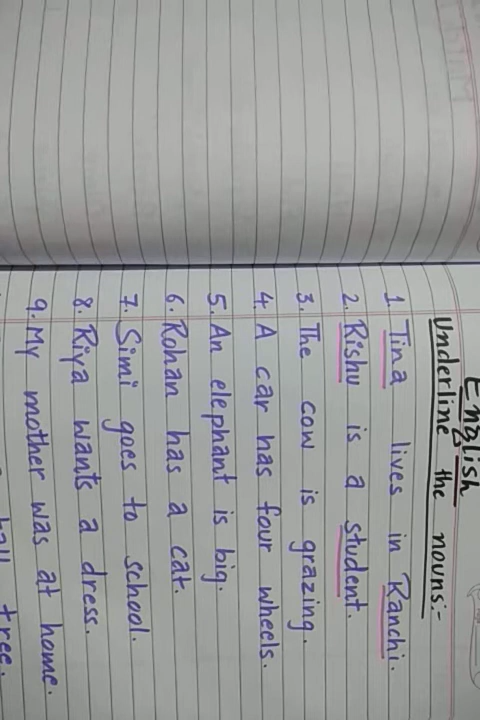 English
Underline the nouns:-
1. Tina lives in Ranchi.
2. Rishu is a student.
3. The cow is grazing.
4. A car has four wheels.
5. An elephant is big.
6. Rohan has a cat.
7. Simi goes to school.
8. Riya wants a dress.
9. My mother was at home.
tree.